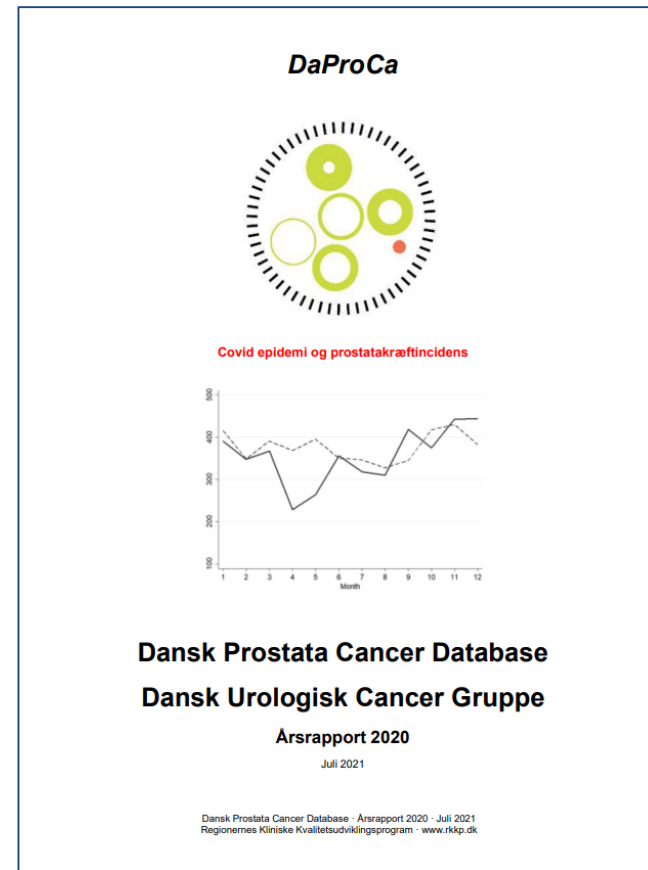 DaProCa
Covid epidemi og prostatakræftincidens
500
400
300
200
100
1 2 3 4 5 6 7 8 9 10 11 12
Month
Dansk Prostata Cancer Database
Dansk Urologisk Cancer Gruppe
Årsrapport 2020
Juli 2021
Dansk Prostata Cancer Database · Årsrapport 2020 · Juli 2021
Regionernes Kliniske Kvalitetsudviklingsprogram · www.rkkp.dk